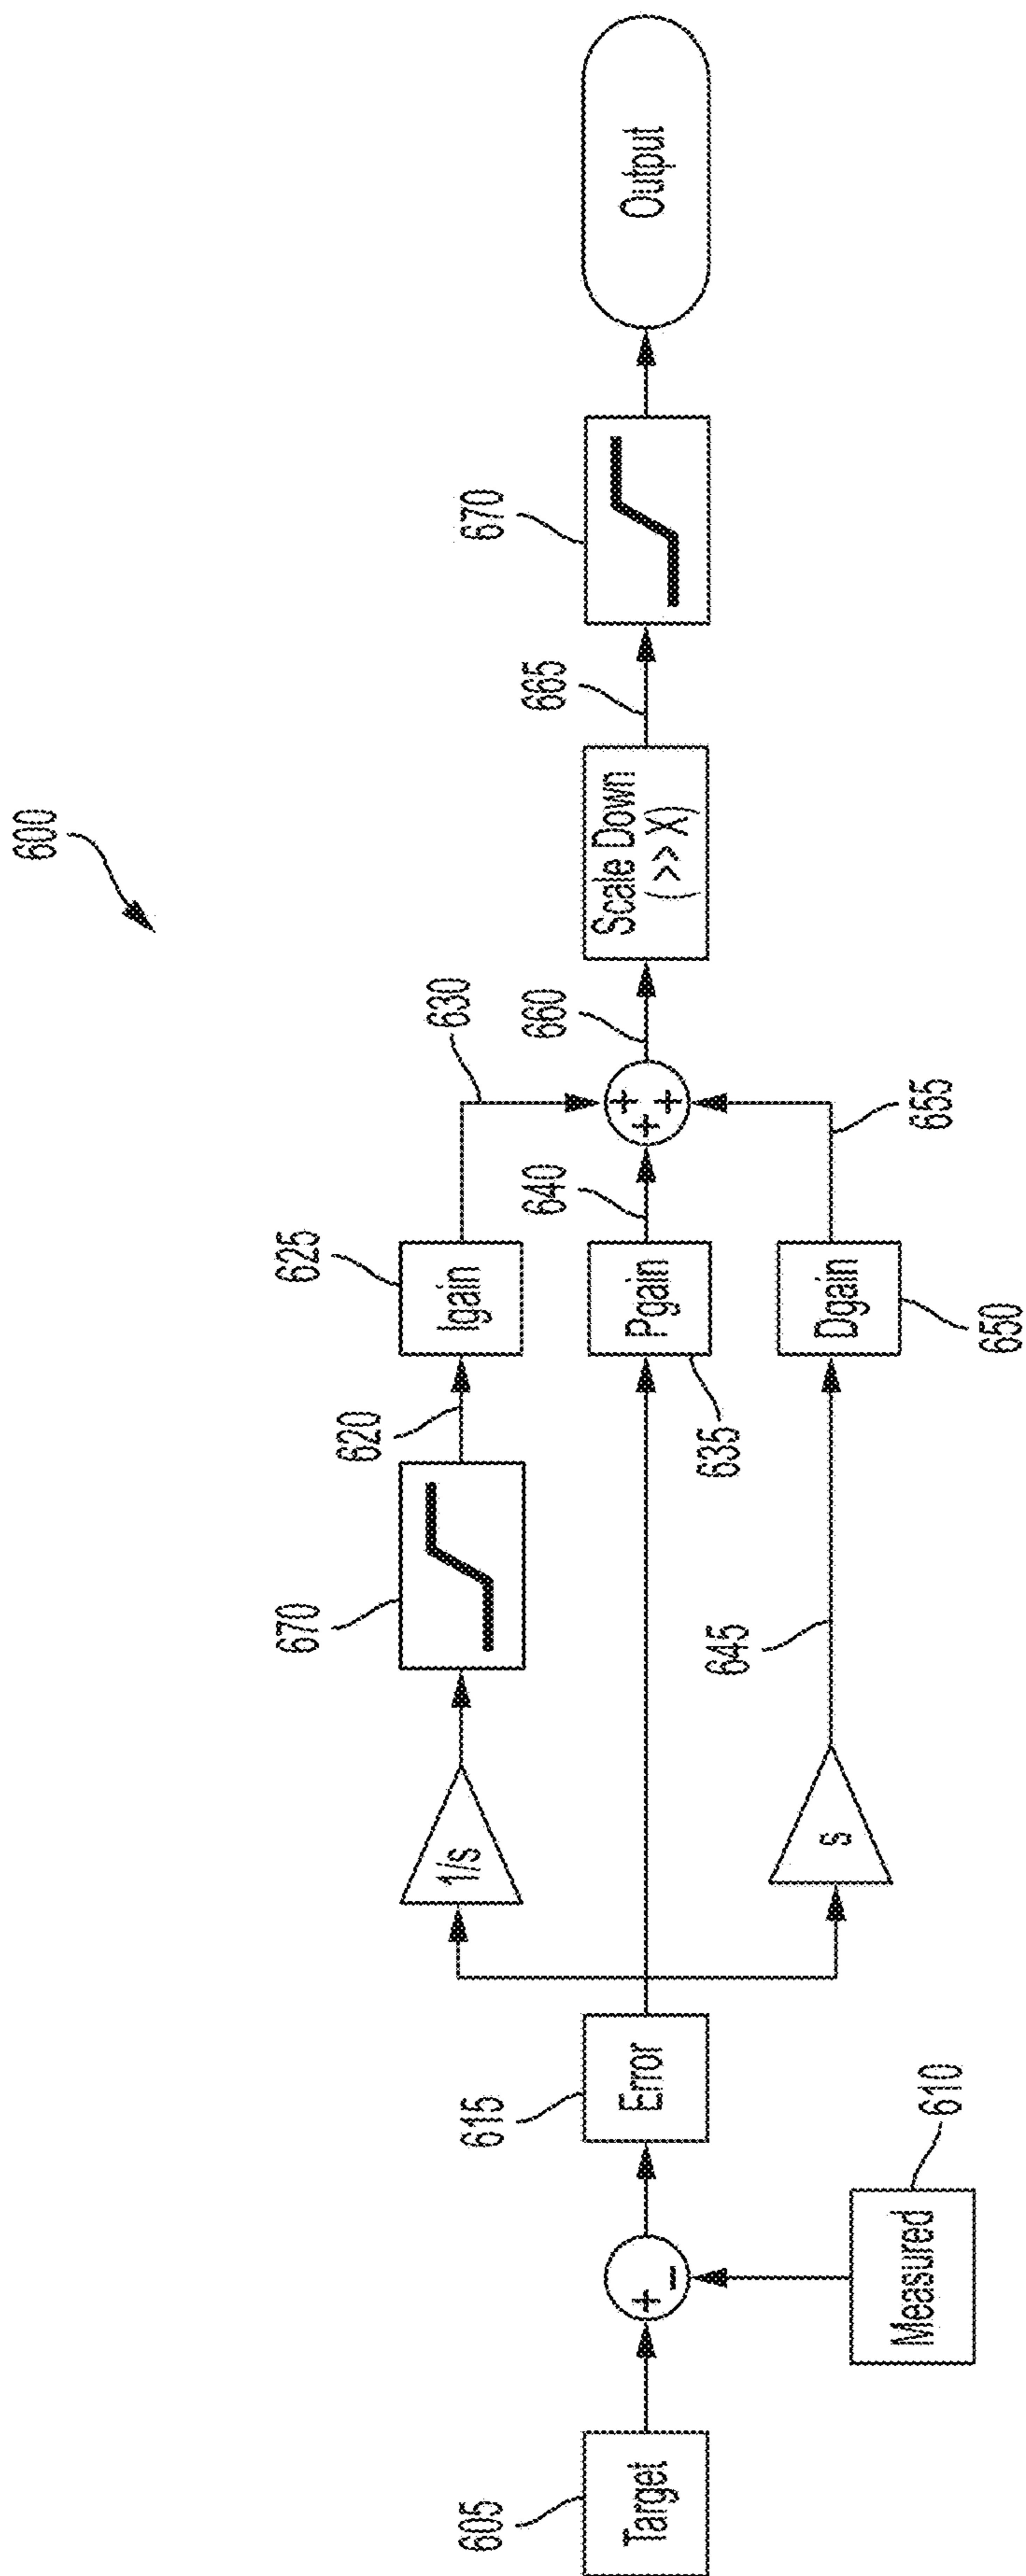 600
605
Target
+
−
Measured
610
615
Error
1/s
s
670
620
645
625
Igain
Pgain
635
Dgain
650
630
640
655
+
+
+
660
Scale Down
(>> X)
665
670
Output